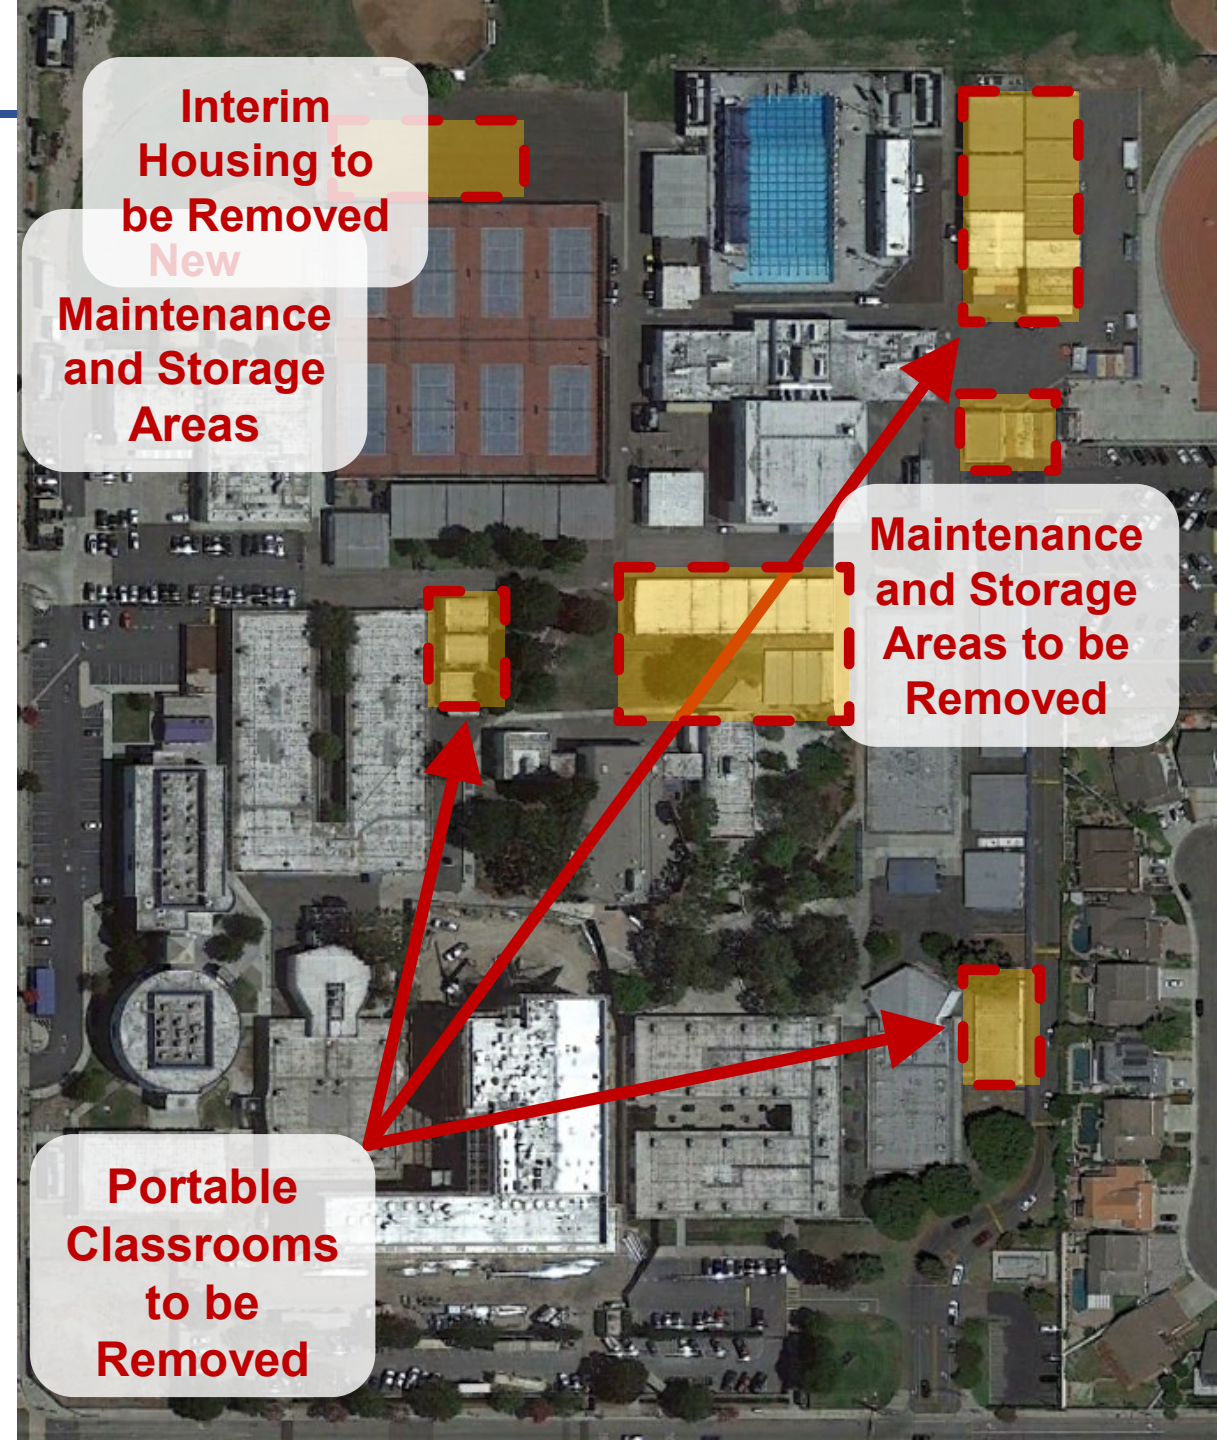 Interim
Housing to
be Removed
New
Maintenance
and Storage
Areas
Maintenance
and Storage
Areas to be
Removed
Portable
Classrooms
to be
Removed